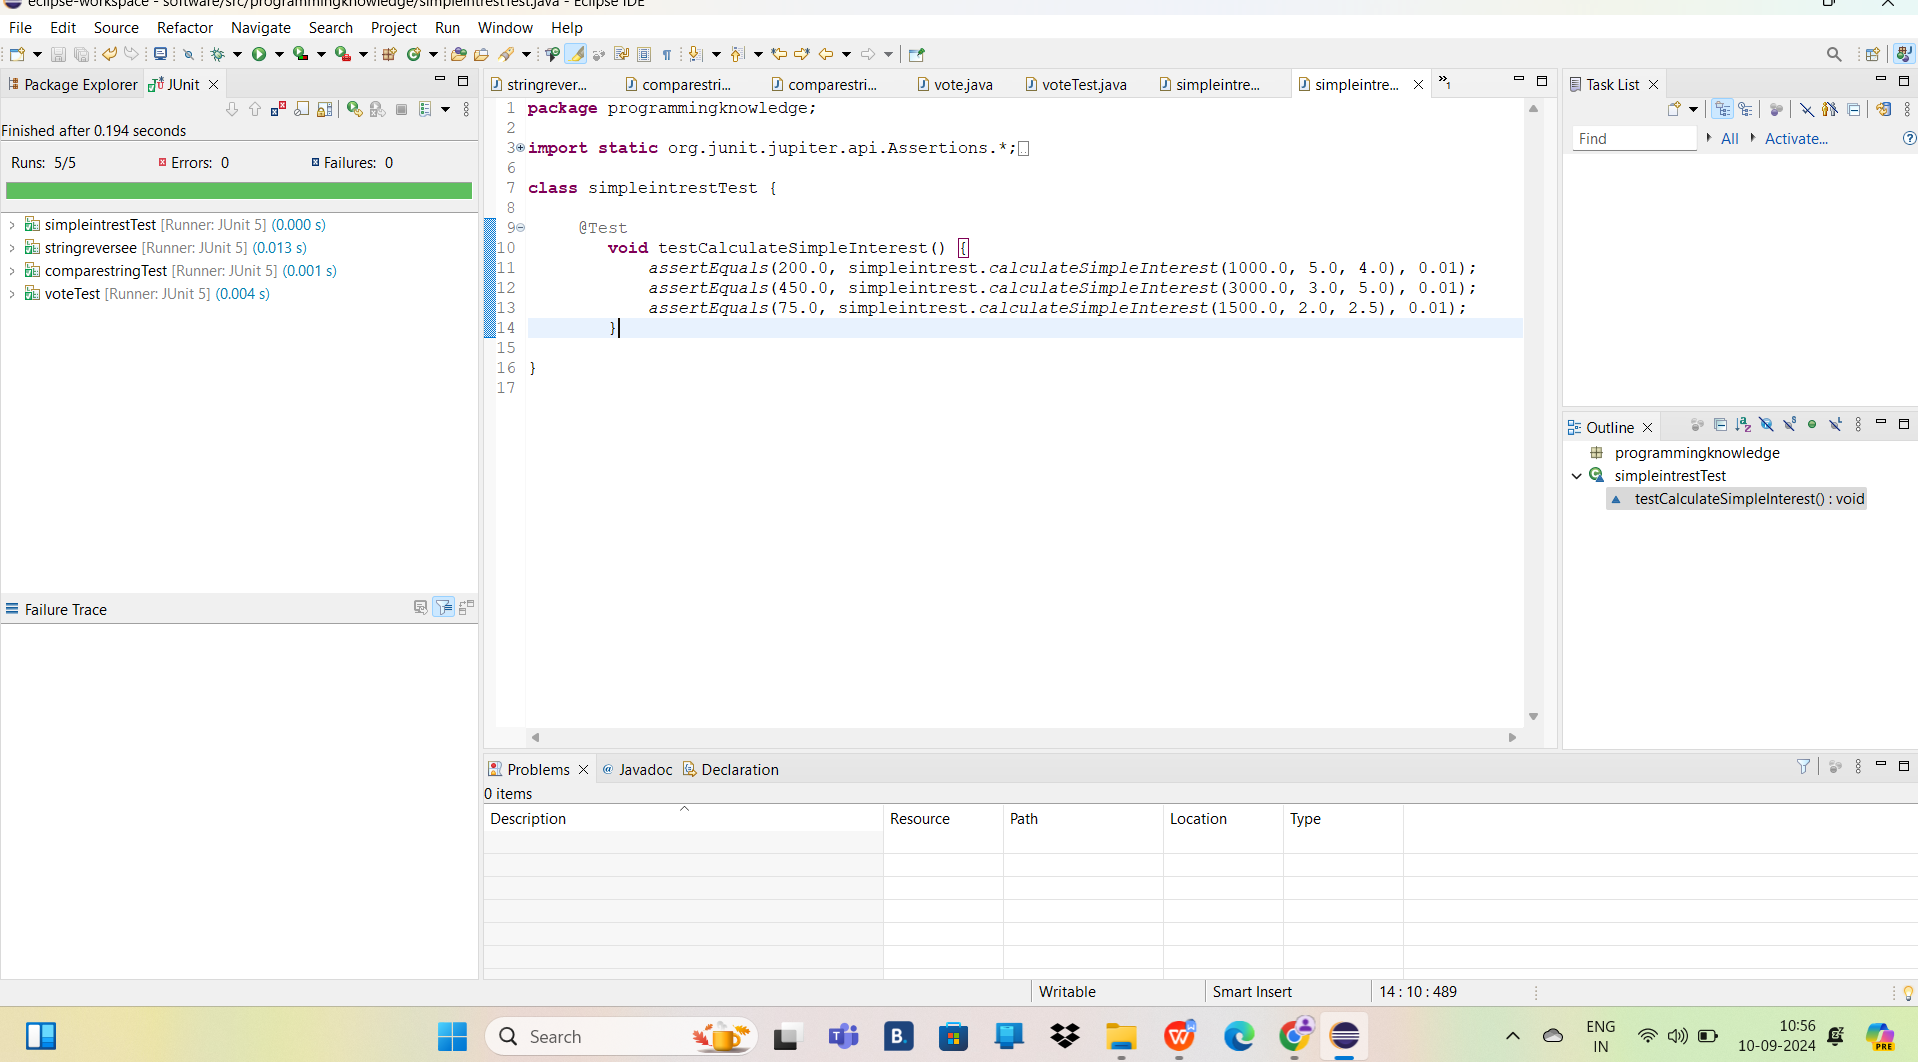 eclipse-workspace - software/src/programmingknowledge/simpleintrestTest.java - Eclipse IDE
File Edit Source Refactor Navigate Search Project Run Window Help
Package Explorer JUnit
Finished after 0.194 seconds
Runs: 5/5 Errors: 0 Failures: 0
simpleintrestTest [Runner: JUnit 5] (0.000 s)
stringreversee [Runner: JUnit 5] (0.013 s)
comparestringTest [Runner: JUnit 5] (0.001 s)
voteTest [Runner: JUnit 5] (0.004 s)
Failure Trace
stringrever... comparestri... comparestri... vote.java voteTest.java simpleintre... simpleintre... »1
1 package programmingknowledge;
2
3 import static org.junit.jupiter.api.Assertions.*;
6
7 class simpleintrestTest {
8
9 @Test
10 void testCalculateSimpleInterest() {
11 assertEquals(200.0, simpleintrest.calculateSimpleInterest(1000.0, 5.0, 4.0), 0.01);
12 assertEquals(450.0, simpleintrest.calculateSimpleInterest(3000.0, 3.0, 5.0), 0.01);
13 assertEquals(75.0, simpleintrest.calculateSimpleInterest(1500.0, 2.0, 2.5), 0.01);
14 }
15
16 }
17
Task List
Find All Activate...
Outline
programmingknowledge
simpleintrestTest
testCalculateSimpleInterest() : void
Problems @ Javadoc Declaration
0 items
Description Resource Path Location Type
Writable Smart Insert 14 : 10 : 489
Search
B.
ENG
IN
10:56
10-09-2024
PRE